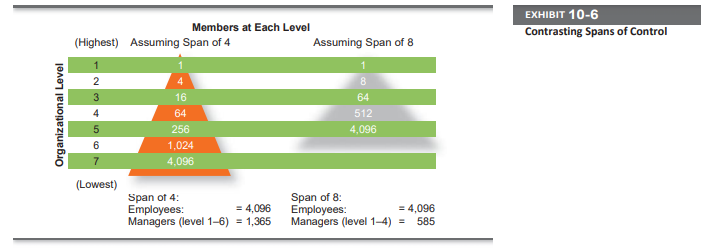 EXHIBIT 10-6
Contrasting Spans of Control
Members at Each Level
(Highest) Assuming Span of 4 Assuming Span of 8
Organizational Level
1 1 1
2 4 8
3 16 64
4 64 512
5 256 4,096
6 1,024
7 4,096
(Lowest)
Span of 4: Span of 8:
Employees: = 4,096 Employees: = 4,096
Managers (level 1–6) = 1,365 Managers (level 1–4) = 585